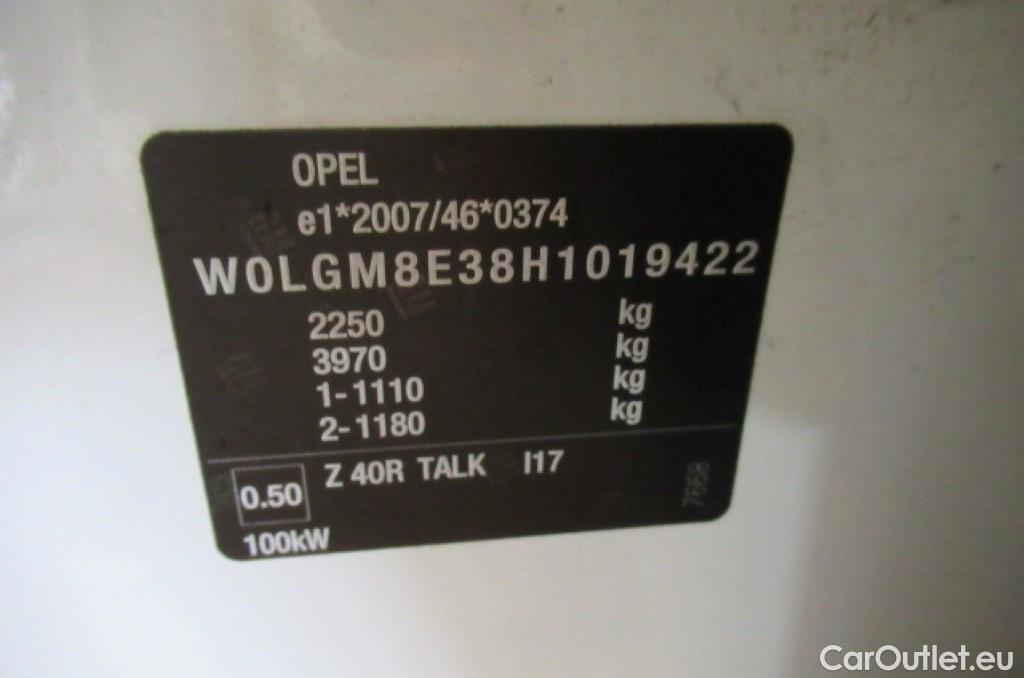 OPEL
e1*2007/46*0374
W0LGM8E38H1019422
2250 kg
3970 kg
1-1110 kg
2-1180 kg
0.50 Z 40R TALK I17
100kW
7668
CarOutlet.eu